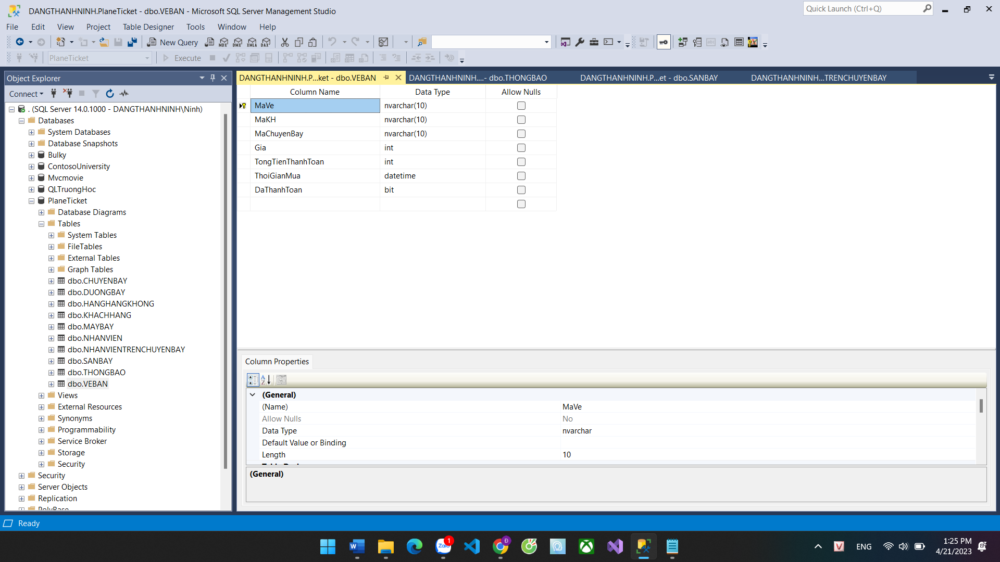 DANGTHANHNINH.PlaneTicket - dbo.VEBAN - Microsoft SQL Server Management Studio
Quick Launch (Ctrl+Q)
File Edit View Project Table Designer Tools Window Help
New Query MDX DMX XMLA DAX
PlaneTicket Execute
Object Explorer
Connect
. (SQL Server 14.0.1000 - DANGTHANHNINH\Ninh)
Databases
System Databases
Database Snapshots
Bulky
ContosoUniversity
Mvcmovie
QLTruongHoc
PlaneTicket
Database Diagrams
Tables
System Tables
FileTables
External Tables
Graph Tables
dbo.CHUYENBAY
dbo.DUONGBAY
dbo.HANGHANGKHONG
dbo.KHACHHANG
dbo.MAYBAY
dbo.NHANVIEN
dbo.NHANVIENTRENCHUYENBAY
dbo.SANBAY
dbo.THONGBAO
dbo.VEBAN
Views
External Resources
Synonyms
Programmability
Service Broker
Storage
Security
Security
Server Objects
Replication
PolyBase
DANGTHANHNINH.P...ket - dbo.VEBAN
DANGTHANHNINH....- dbo.THONGBAO
DANGTHANHNINH.P...et - dbo.SANBAY
DANGTHANHNINH...TRENCHUYENBAY
Column Name Data Type Allow Nulls
MaVe nvarchar(10)
MaKH nvarchar(10)
MaChuyenBay nvarchar(10)
Gia int
TongTienThanhToan int
ThoiGianMua datetime
DaThanhToan bit
Column Properties
(General)
(Name) MaVe
Allow Nulls No
Data Type nvarchar
Default Value or Binding
Length 10
(General)
Ready
Zalo 1
Đ
ENG
1:25 PM
4/21/2023